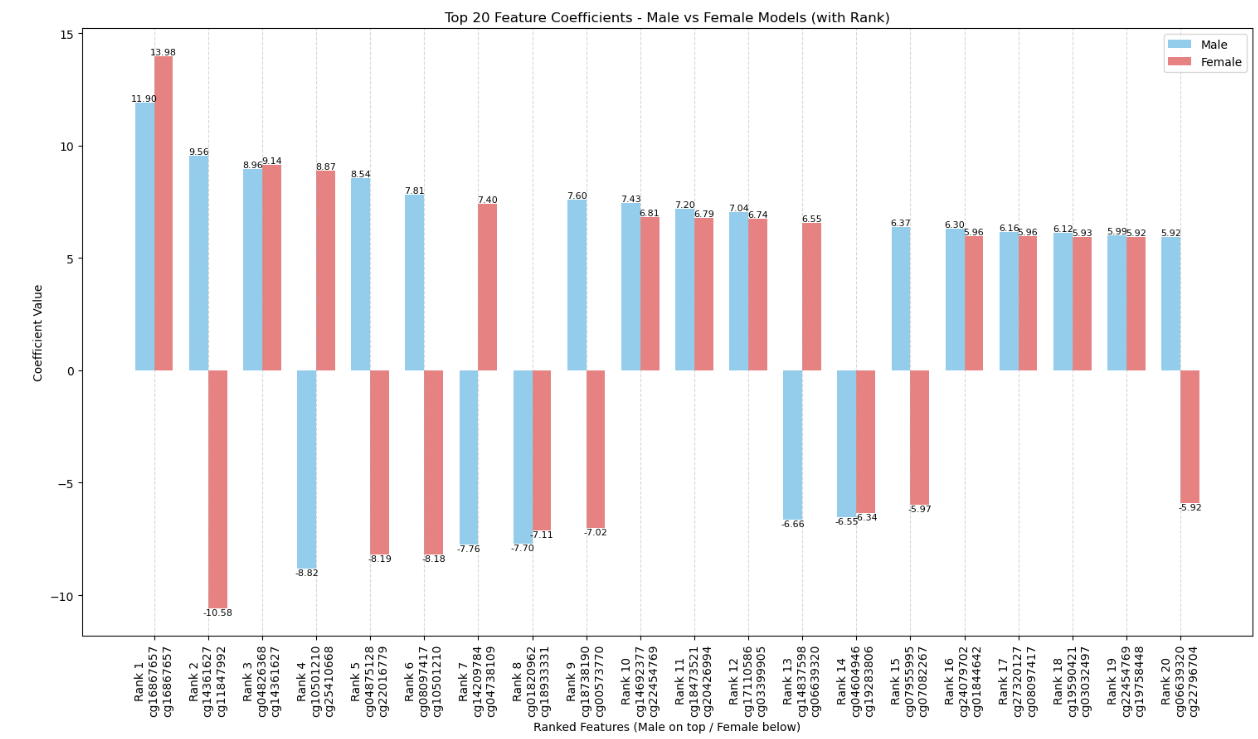 Top 20 Feature Coefficients - Male vs Female Models (with Rank)
Male
Female
Coefficient Value
15
10
5
0
−5
−10
11.90
13.98
9.56
-10.58
8.96
9.14
-8.82
8.87
8.54
-8.19
7.81
-8.18
-7.76
7.40
-7.70
-7.11
7.60
-7.02
7.43
6.81
7.20
6.79
7.04
6.74
-6.66
6.55
-6.55
-6.34
6.37
-5.97
6.30
5.96
6.16
5.96
6.12
5.93
5.99
5.92
5.92
-5.92
Rank 1
cg16867657
cg16867657
Rank 2
cg14361627
cg11847992
Rank 3
cg04826368
cg14361627
Rank 4
cg10501210
cg25410668
Rank 5
cg04875128
cg22016779
Rank 6
cg08097417
cg10501210
Rank 7
cg14209784
cg04738109
Rank 8
cg01820962
cg18933331
Rank 9
cg18738190
cg00573770
Rank 10
cg14692377
cg22454769
Rank 11
cg18473521
cg20426994
Rank 12
cg17110586
cg03399905
Rank 13
cg14837598
cg06639320
Rank 14
cg04604946
cg19283806
Rank 15
cg07955995
cg07082267
Rank 16
cg24079702
cg01844642
Rank 17
cg27320127
cg08097417
Rank 18
cg19590421
cg03032497
Rank 19
cg22454769
cg19758448
Rank 20
cg06639320
cg22796704
Ranked Features (Male on top / Female below)